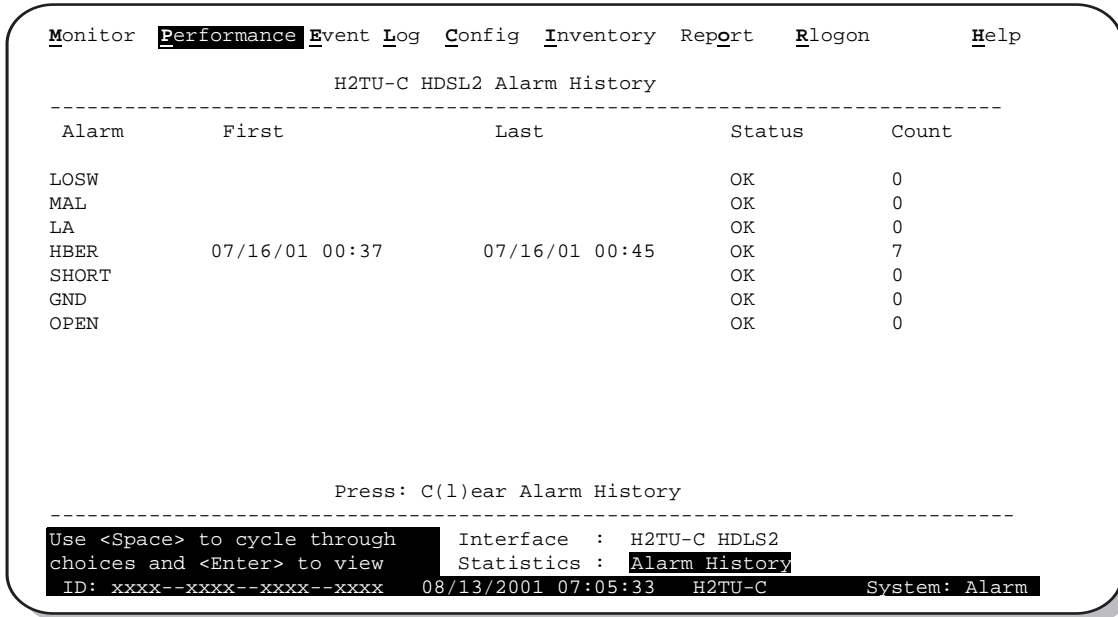 Monitor Performance Event Log Config Inventory Report Rlogon Help
H2TU-C HDSL2 Alarm History
--------------------------------------------------------------------------------
Alarm First Last Status Count
LOSW OK 0
MAL OK 0
LA OK 0
HBER 07/16/01 00:37 07/16/01 00:45 OK 7
SHORT OK 0
GND OK 0
OPEN OK 0
Press: C(l)ear Alarm History
--------------------------------------------------------------------------------
Use <Space> to cycle through Interface : H2TU-C HDLS2
choices and <Enter> to view Statistics : Alarm History
ID: xxxx--xxxx--xxxx--xxxx 08/13/2001 07:05:33 H2TU-C System: Alarm